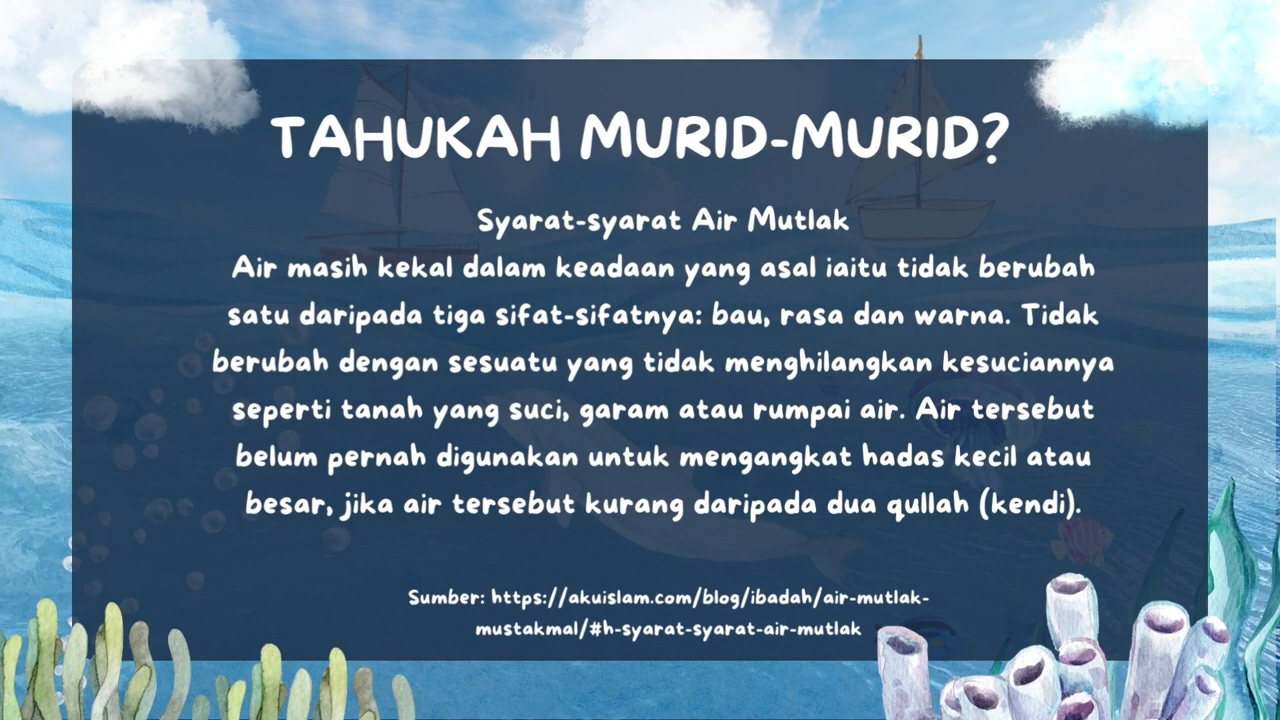 TAHUKAH MURID-MURID?
Syarat-syarat Air Mutlak
Air masih kekal dalam keadaan yang asal iaitu tidak berubah
satu daripada tiga sifat-sifatnya: bau, rasa dan warna. Tidak
berubah dengan sesuatu yang tidak menghilangkan kesuciannya
seperti tanah yang suci, garam atau rumpai air. Air tersebut
belum pernah digunakan untuk mengangkat hadas kecil atau
besar, jika air tersebut kurang daripada dua qullah (kendi).
Sumber: https://akuislam.com/blog/ibadah/air-mutlak-
mustakmal/#h-syarat-syarat-air-mutlak